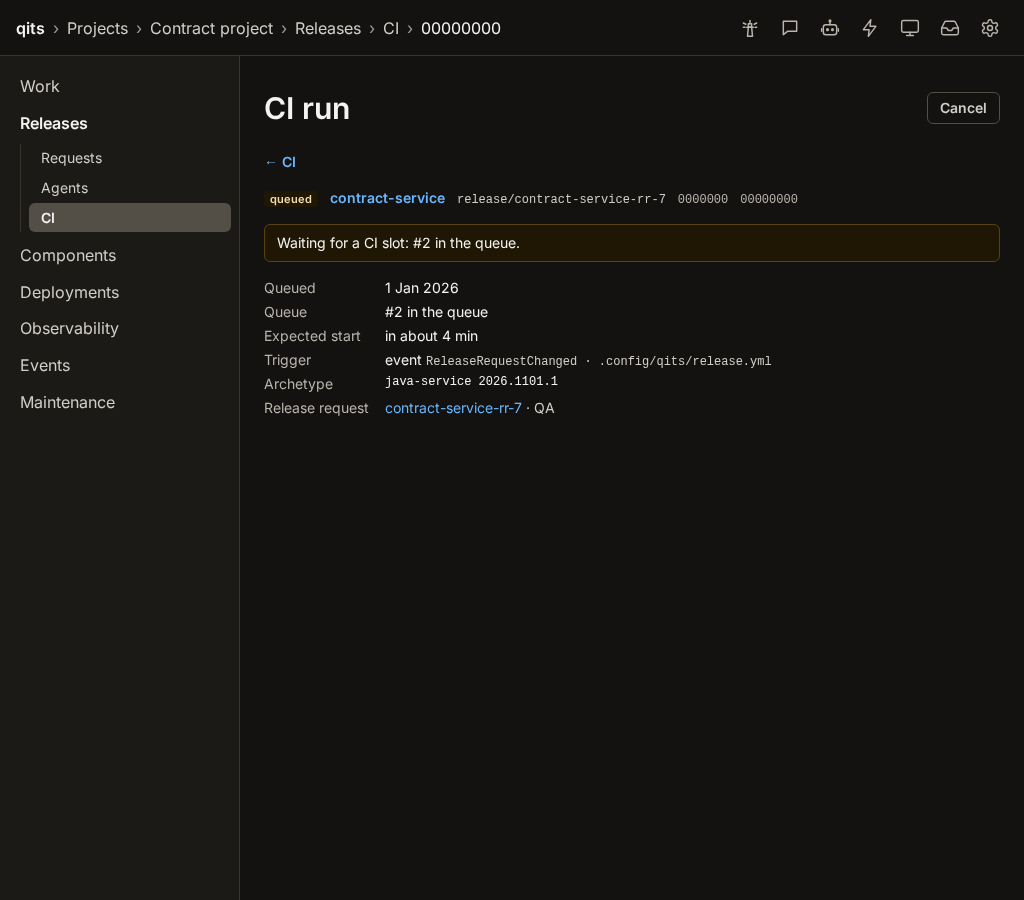 qits › Projects › Contract project › Releases › CI › 00000000
Work
Releases
Requests
Agents
CI
Components
Deployments
Observability
Events
Maintenance
CI run
Cancel
← CI
queued contract-service release/contract-service-rr-7 0000000 00000000
Waiting for a CI slot: #2 in the queue.
Queued 1 Jan 2026
Queue #2 in the queue
Expected start in about 4 min
Trigger event ReleaseRequestChanged · .config/qits/release.yml
Archetype java-service 2026.1101.1
Release request contract-service-rr-7 · QA